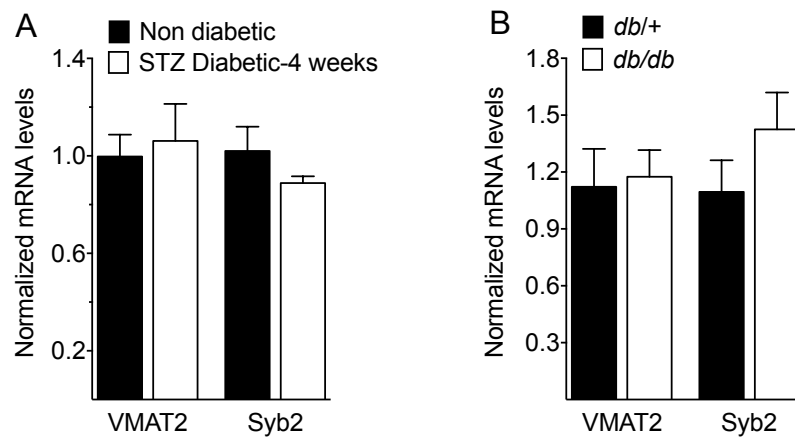 A
Non diabetic
STZ Diabetic-4 weeks
Normalized mRNA levels
1.4
1.0
0.6
0.2
VMAT2 Syb2
B
db/+
db/db
Normalized mRNA levels
1.8
1.5
1.2
0.9
0.6
0.3
VMAT2 Syb2